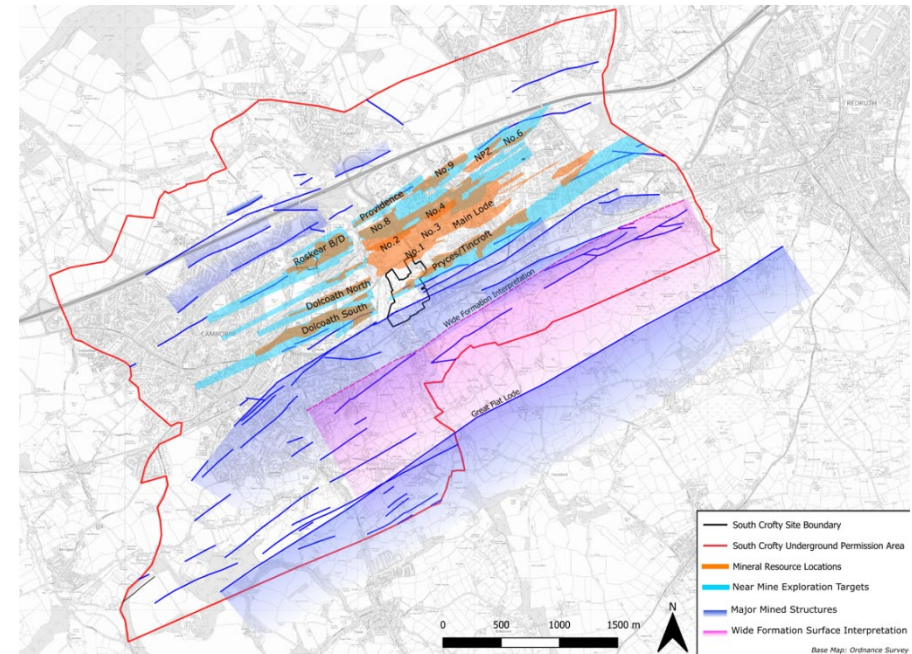 REDRUTH
No.6
NPZ
No.9
Providence
No.4
No.8
Main Lode
No.3
No.2
No.1
Roskear B/D
Pryces/Tincroft
Dolcoath North
Dolcoath South
CAMBORNE
Wide Formation Interpretation
Great Flat Lode
South Crofty Site Boundary
South Crofty Underground Permission Area
Mineral Resource Locations
Near Mine Exploration Targets
Major Mined Structures
Wide Formation Surface Interpretation
N
0 500 1000 1500 m
Base Map: Ordnance Survey